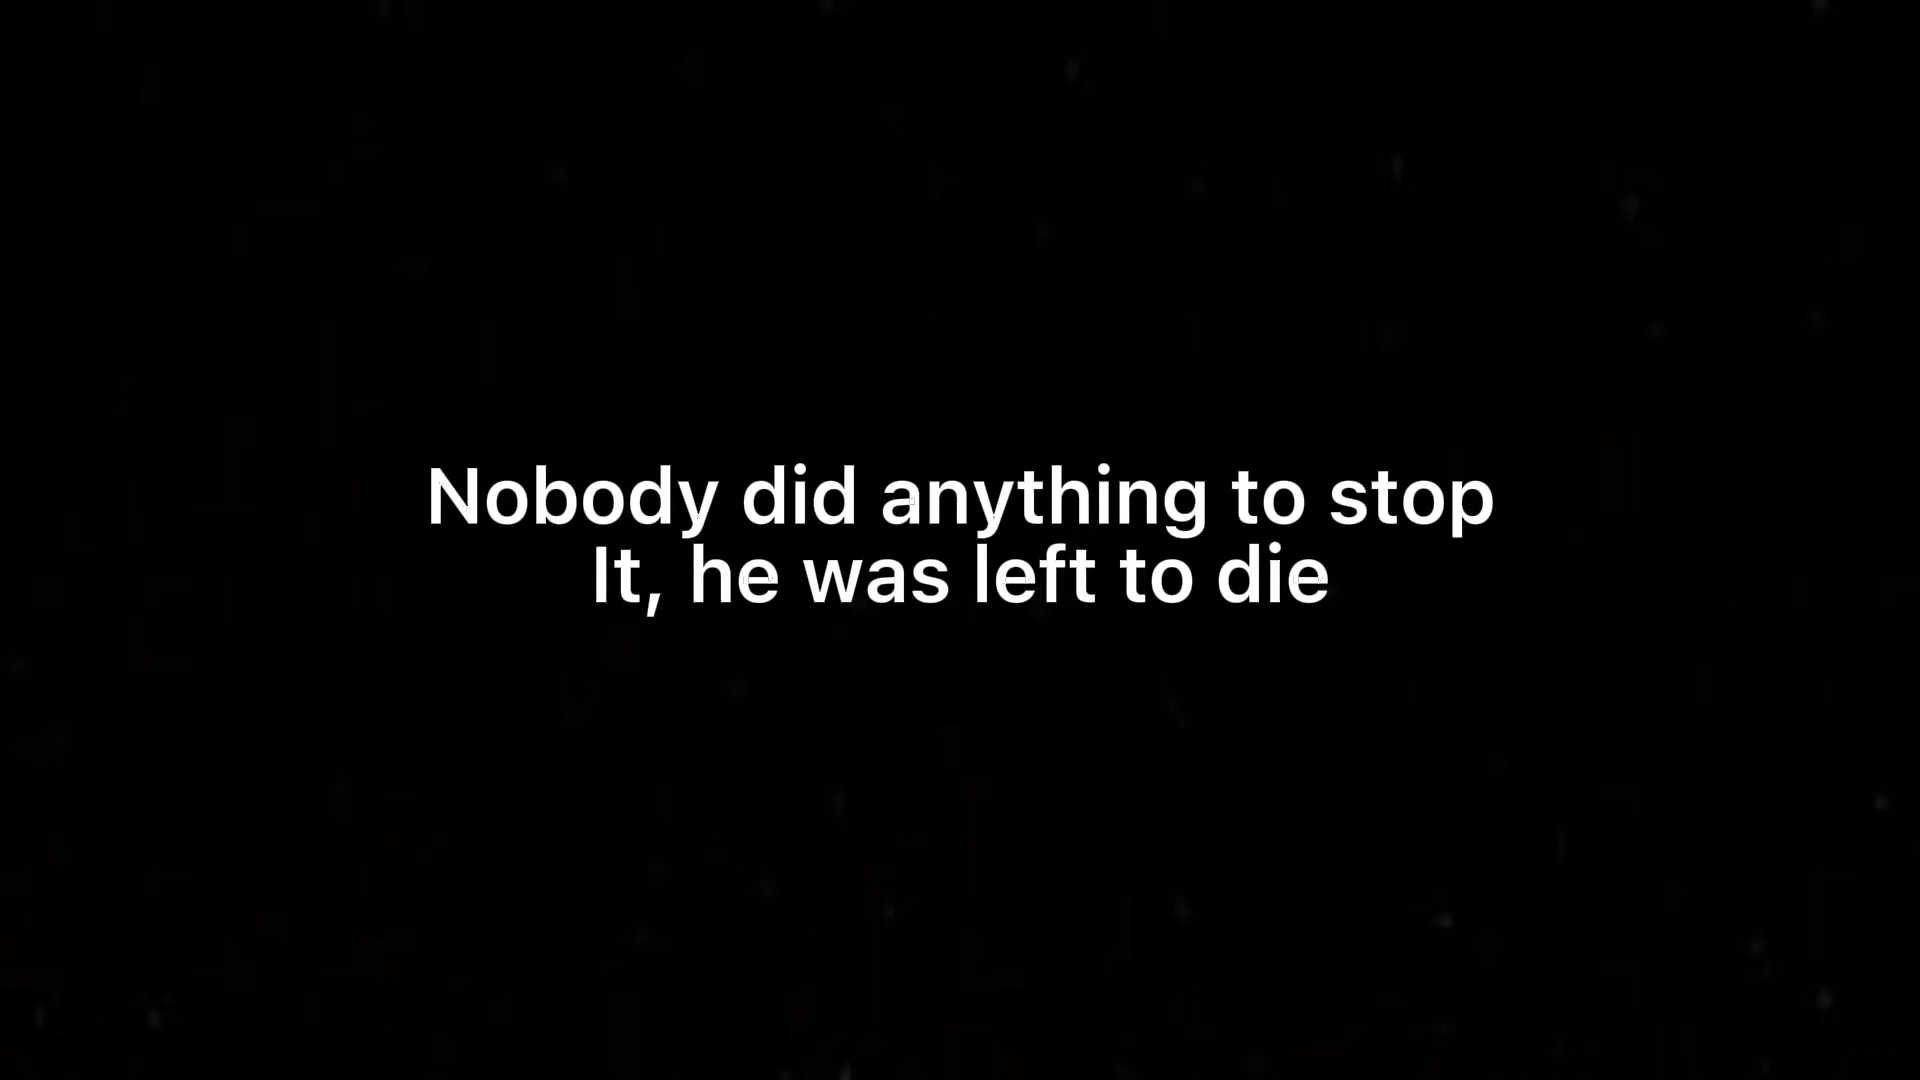 Nobody did anything to stop
It, he was left to die